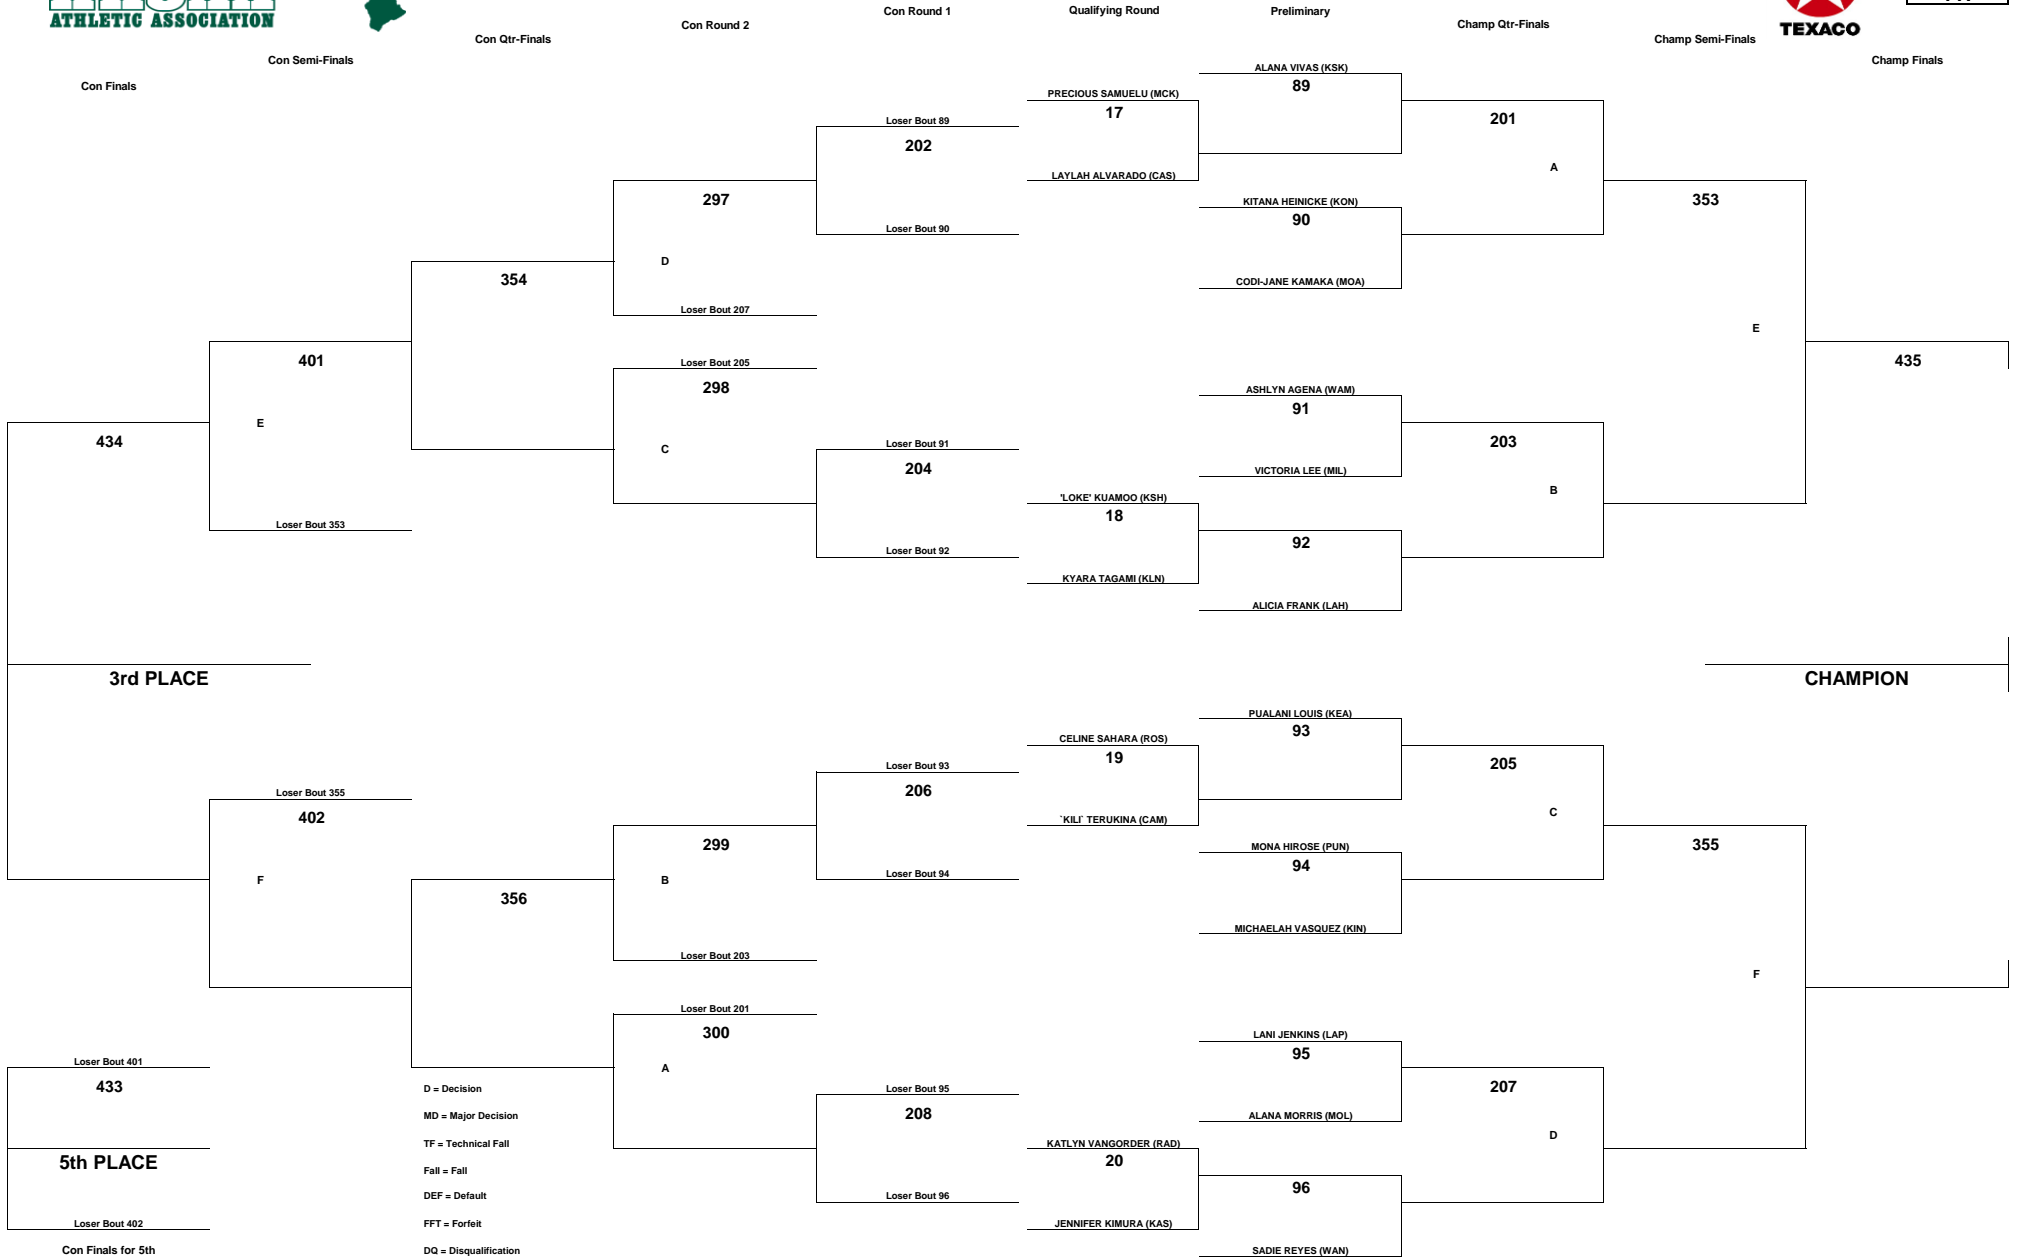 ATHLETIC ASSOCIATION
TEXACO
Con Finals
Con Semi-Finals
Con Qtr-Finals
Con Round 2
Con Round 1
Qualifying Round
Preliminary
Champ Qtr-Finals
Champ Semi-Finals
Champ Finals
ALANA VIVAS (KSK)
89
PRECIOUS SAMUELU (MCK)
17
LAYLAH ALVARADO (CAS)
Loser Bout 89
202
Loser Bout 90
201
A
KITANA HEINICKE (KON)
90
CODI-JANE KAMAKA (MOA)
297
D
Loser Bout 207
353
E
354
401
E
Loser Bout 353
Loser Bout 205
298
C
ASHLYN AGENA (WAM)
91
VICTORIA LEE (MIL)
435
434
Loser Bout 91
204
Loser Bout 92
203
B
'LOKE' KUAMOO (KSH)
18
KYARA TAGAMI (KLN)
92
ALICIA FRANK (LAH)
3rd PLACE
CHAMPION
PUALANI LOUIS (KEA)
93
CELINE SAHARA (ROS)
19
`KILI` TERUKINA (CAM)
Loser Bout 93
206
Loser Bout 94
205
C
Loser Bout 355
402
F
299
B
Loser Bout 203
MONA HIROSE (PUN)
94
MICHAELAH VASQUEZ (KIN)
355
F
356
Loser Bout 201
300
A
LANI JENKINS (LAP)
95
ALANA MORRIS (MOL)
Loser Bout 401
433
5th PLACE
Loser Bout 402
Con Finals for 5th
D = Decision
MD = Major Decision
TF = Technical Fall
Fall = Fall
DEF = Default
FFT = Forfeit
DQ = Disqualification
Loser Bout 95
208
Loser Bout 96
207
D
KATLYN VANGORDER (RAD)
20
JENNIFER KIMURA (KAS)
96
SADIE REYES (WAN)